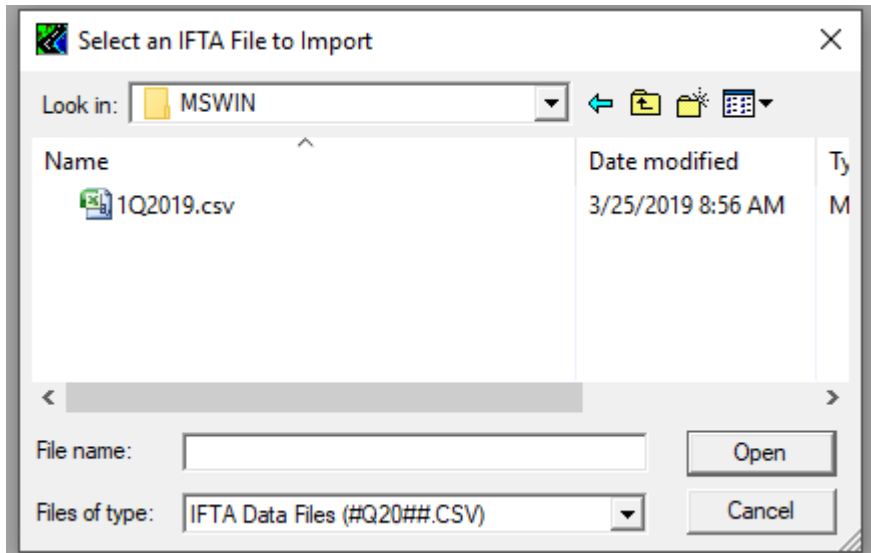 Select an IFTA File to Import
Look in: MSWIN
Name Date modified Ty
1Q2019.csv 3/25/2019 8:56 AM M
File name: Open
Files of type: IFTA Data Files (#Q20##.CSV) Cancel